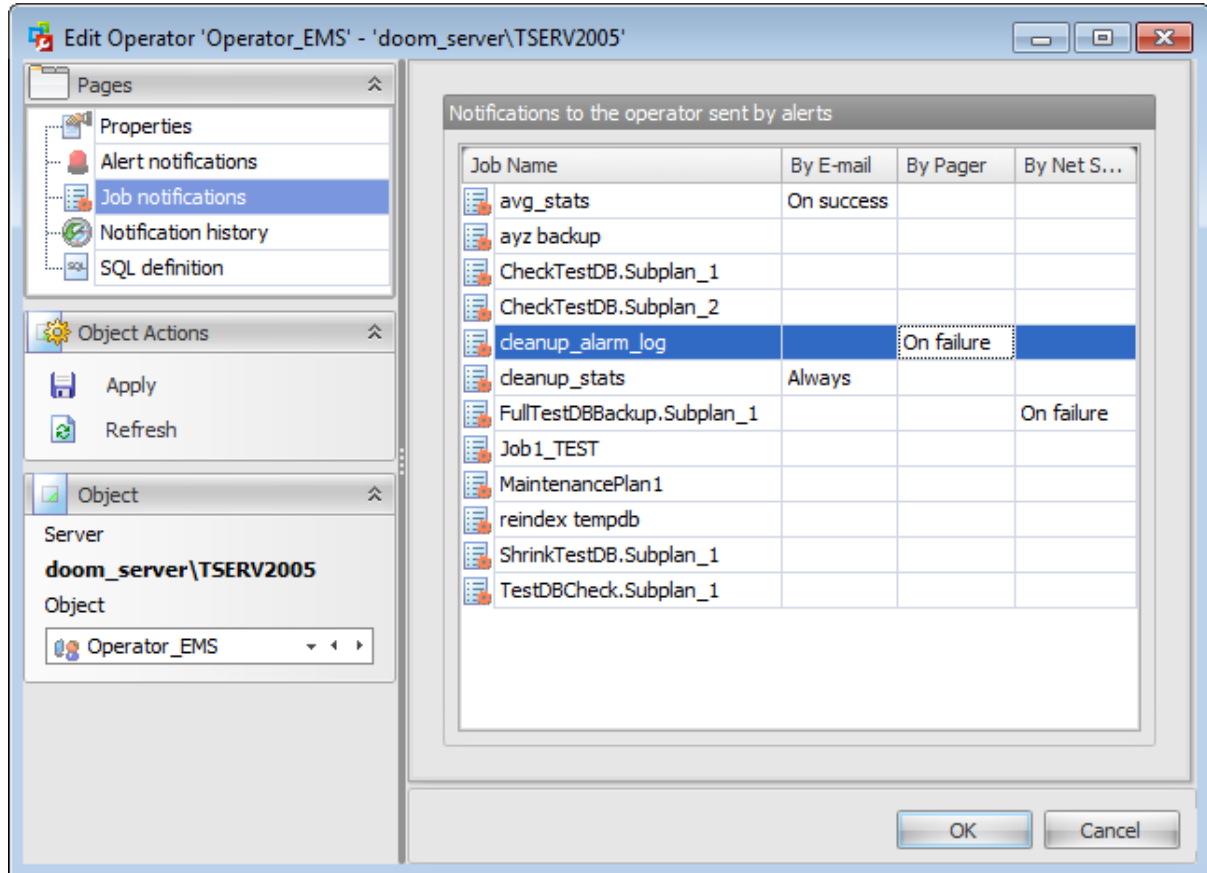 Edit Operator 'Operator_EMS' - 'doom_server\TSERV2005'
Pages
Properties
Alert notifications
Job notifications
Notification history
SQL definition
Object Actions
Apply
Refresh
Object
Server
doom_server\TSERV2005
Object
Operator_EMS
Notifications to the operator sent by alerts
Job Name By E-mail By Pager By Net S...
avg_stats On success
ayz backup
CheckTestDB.Subplan_1
CheckTestDB.Subplan_2
cleanup_alarm_log On failure
cleanup_stats Always
FullTestDBBackup.Subplan_1 On failure
Job1_TEST
MaintenancePlan1
reindex tempdb
ShrinkTestDB.Subplan_1
TestDBCheck.Subplan_1
OK Cancel